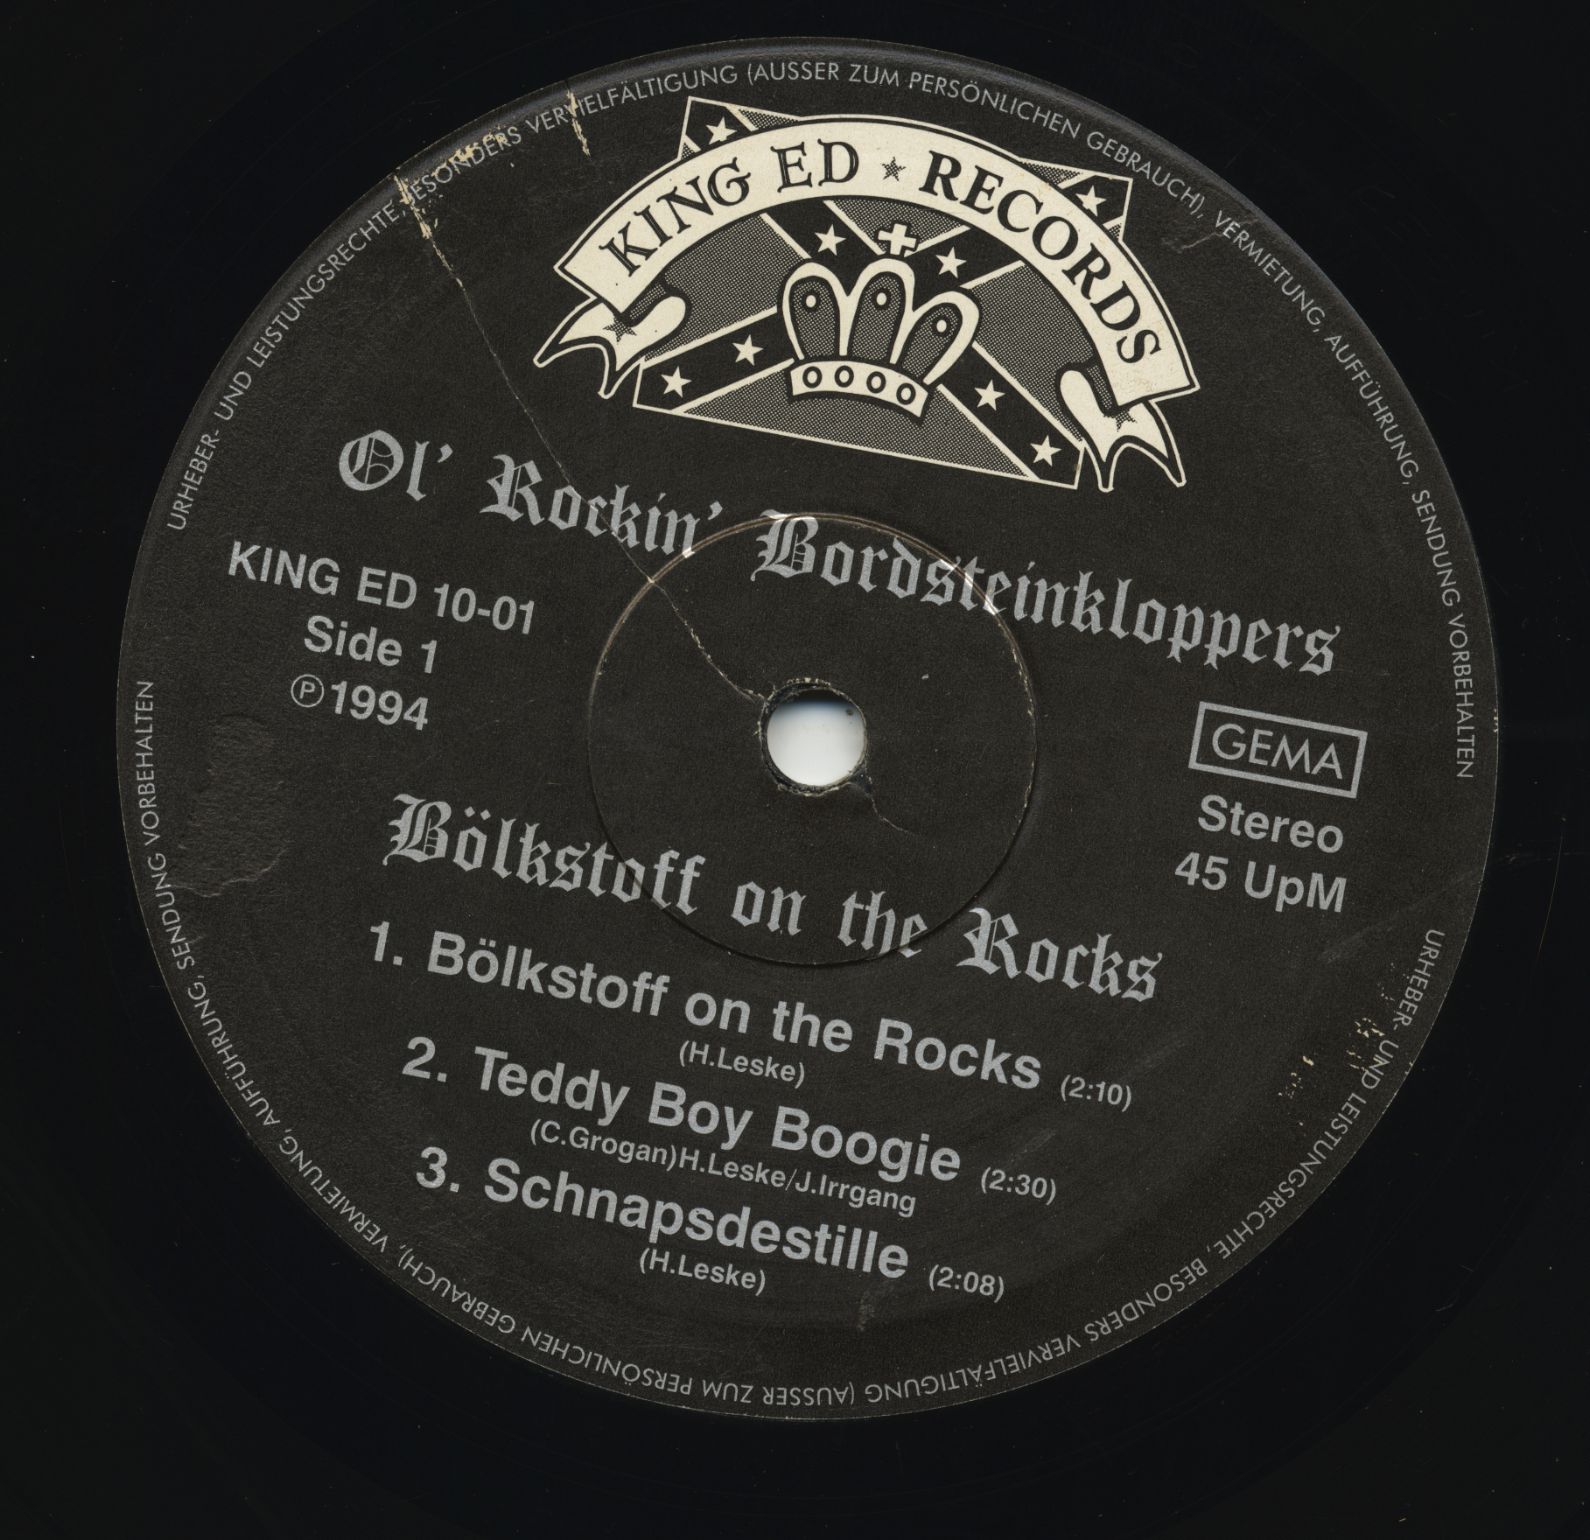 KING ED ★ RECORDS
Ol' Rockin' Bordsteinkloppers
KING ED 10-01
Side 1
Ⓟ1994
GEMA
Stereo
45 UpM
Bölkstoff on the Rocks
1. Bölkstoff on the Rocks (2:10)
(H.Leske)
2. Teddy Boy Boogie (2:30)
(C.Grogan)H.Leske/J.Irrgang
3. Schnapsdestille (2:08)
(H.Leske)
URHEBER- UND LEISTUNGSRECHTE, BESONDERS VERVIELFÄLTIGUNG (AUSSER ZUM PERSÖNLICHEN GEBRAUCH), VERMIETUNG, AUFFÜHRUNG, SENDUNG VORBEHALTEN
URHEBER- UND LEISTUNGSRECHTE, BESONDERS VERVIELFÄLTIGUNG (AUSSER ZUM PERSÖNLICHEN GEBRAUCH), VERMIETUNG, AUFFÜHRUNG, SENDUNG VORBEHALTEN